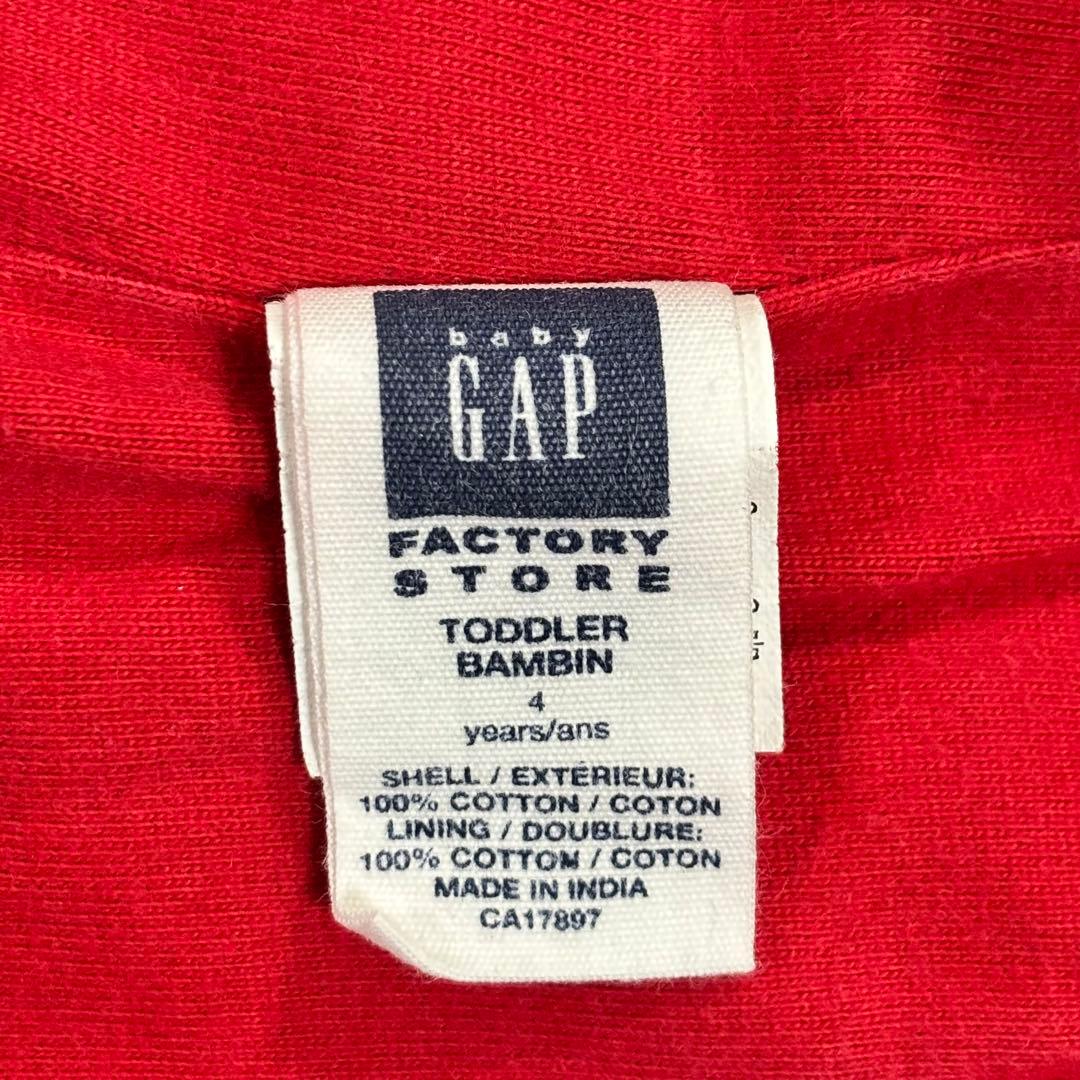 baby
GAP
FACTORY
STORE
TODDLER
BAMBIN
4
years/ans
SHELL / EXTÉRIEUR:
100% COTTON / COTON
LINING / DOUBLURE:
100% COTTON / COTON
MADE IN INDIA
CA17897